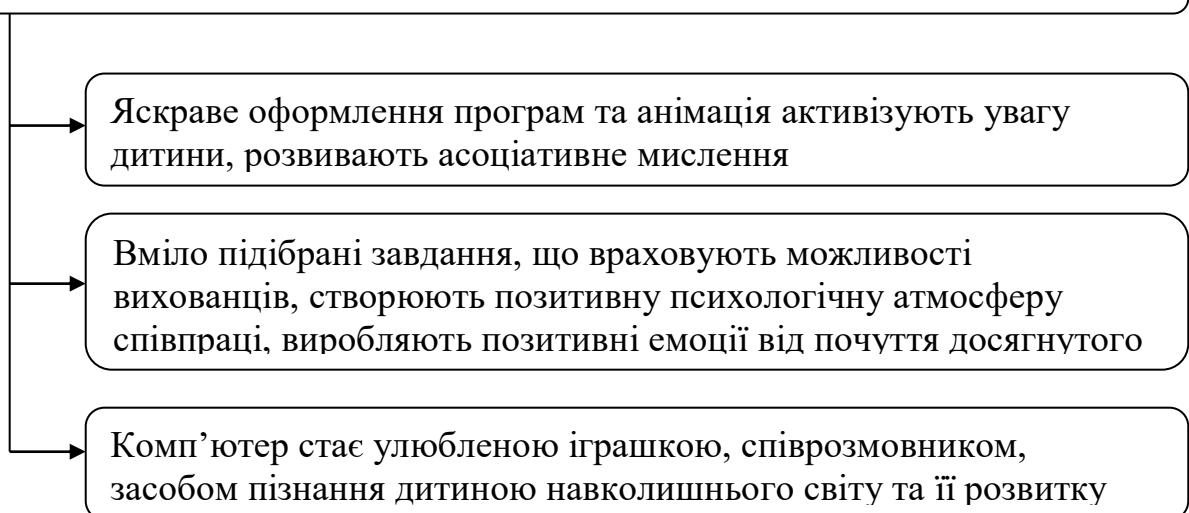 Яскраве оформлення програм та анімація активізують увагу
дитини, розвивають асоціативне мислення
Вміло підібрані завдання, що враховують можливості
вихованців, створюють позитивну психологічну атмосферу
співпраці, виробляють позитивні емоції від почуття досягнутого
Комп’ютер стає улюбленою іграшкою, співрозмовником,
засобом пізнання дитиною навколишнього світу та її розвитку